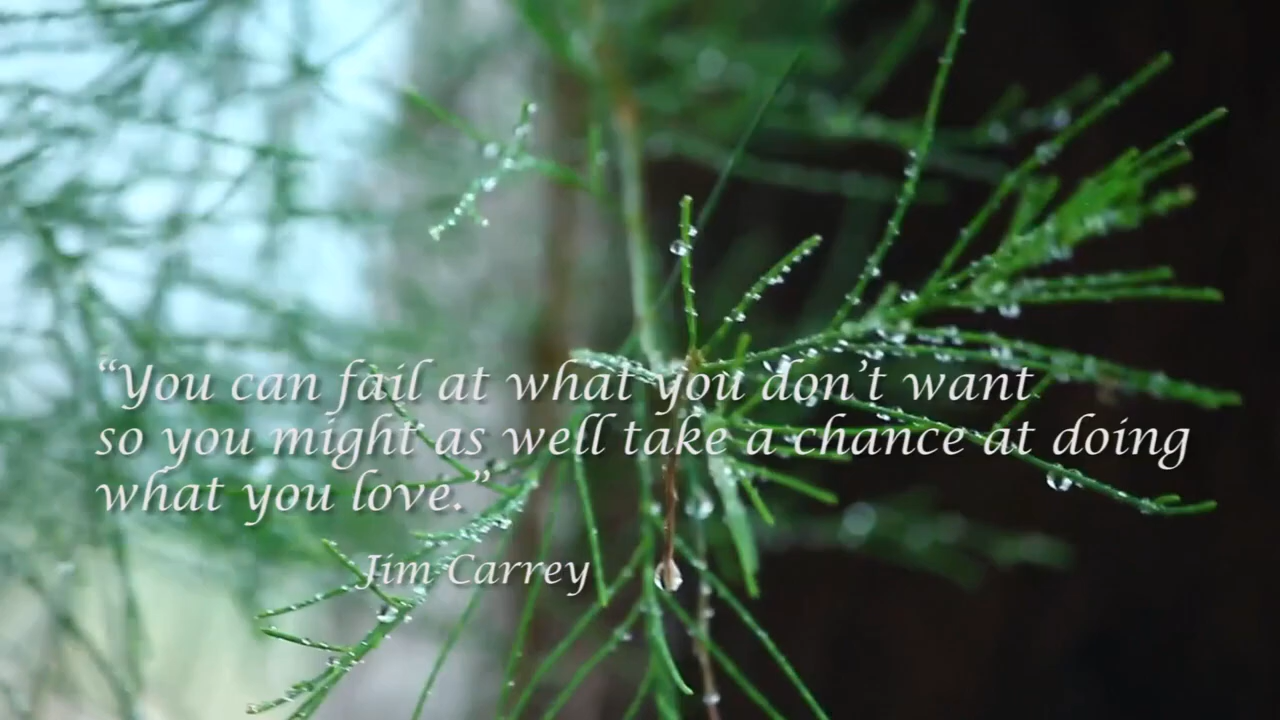 “You can fail at what you don’t want
so you might as well take a chance at doing
what you love.”
Jim Carrey